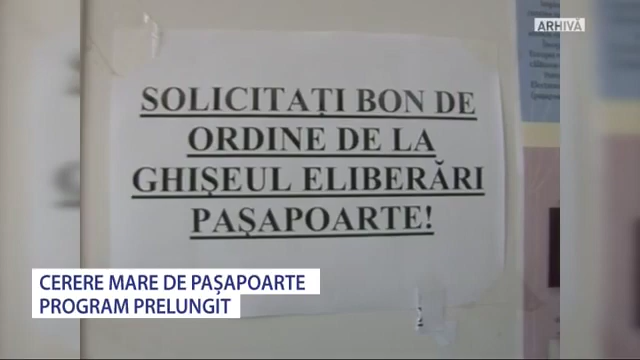 ARHIVĂ
SOLICITAȚI BON DE
ORDINE DE LA
GHIȘEUL ELIBERĂRI
PAȘAPOARTE!
CERERE MARE DE PAȘAPOARTE
PROGRAM PRELUNGIT